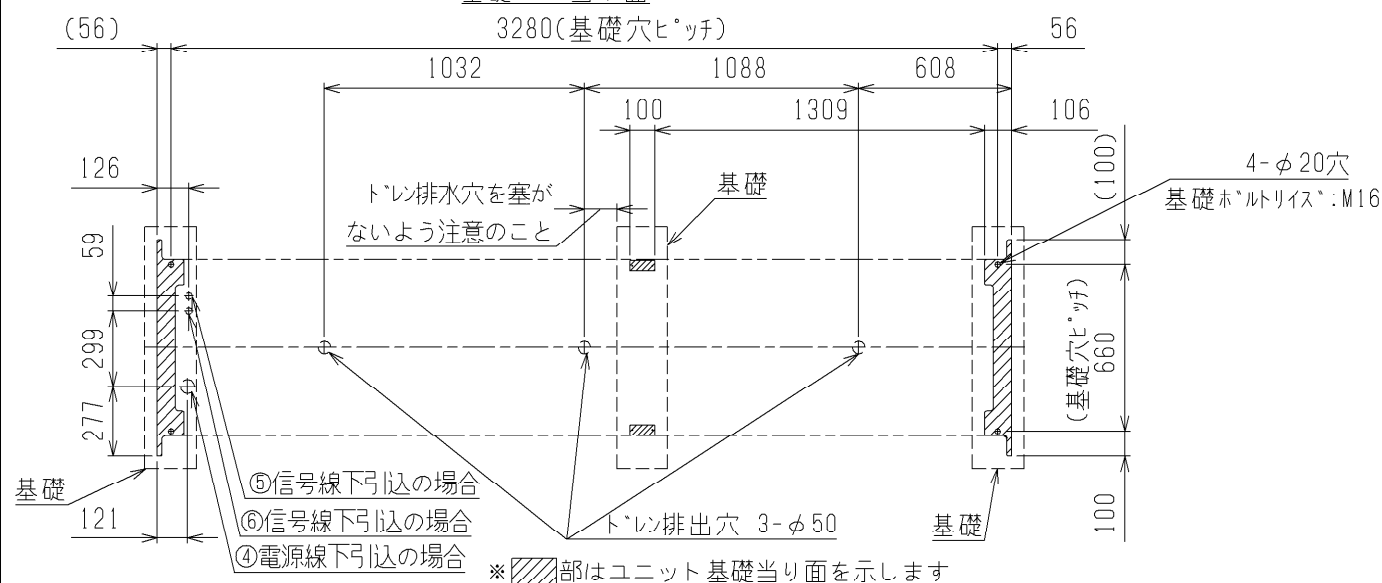 (56)
3280(基礎穴ピッチ)
56
1032
1088
608
100
1309
106
126
ドレン排水穴を塞が
ないよう注意のこと
基礎
(100)
4-φ20穴
基礎ボルトサイズ:M16
59
299
277
(基礎穴ピッチ)
660
100
基礎
121
⑤信号線下引込の場合
⑥信号線下引込の場合
④電源線下引込の場合
ドレン排出穴 3-φ50
基礎
※ 部はユニット基礎当り面を示します